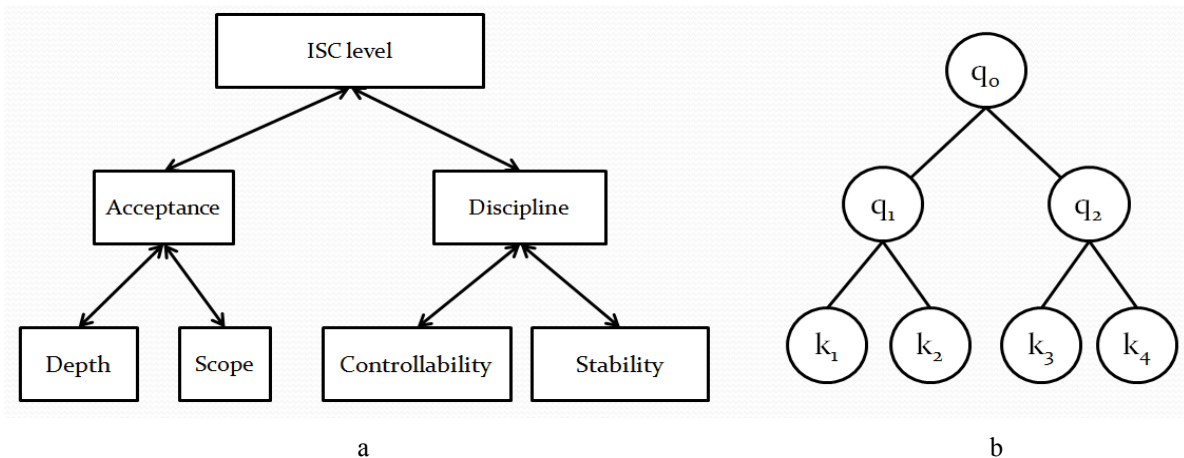 ISC level
Acceptance
Discipline
Depth
Scope
Controllability
Stability
a
q₀
q₁
q₂
k₁
k₂
k₃
k₄
b